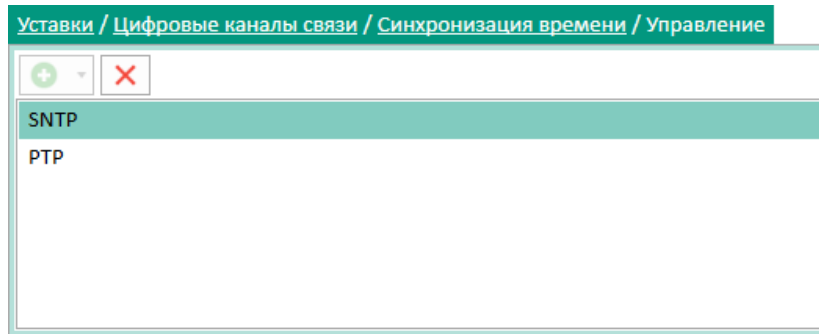 Уставки / Цифровые каналы связи / Синхронизация времени / Управление
SNTP
PTP